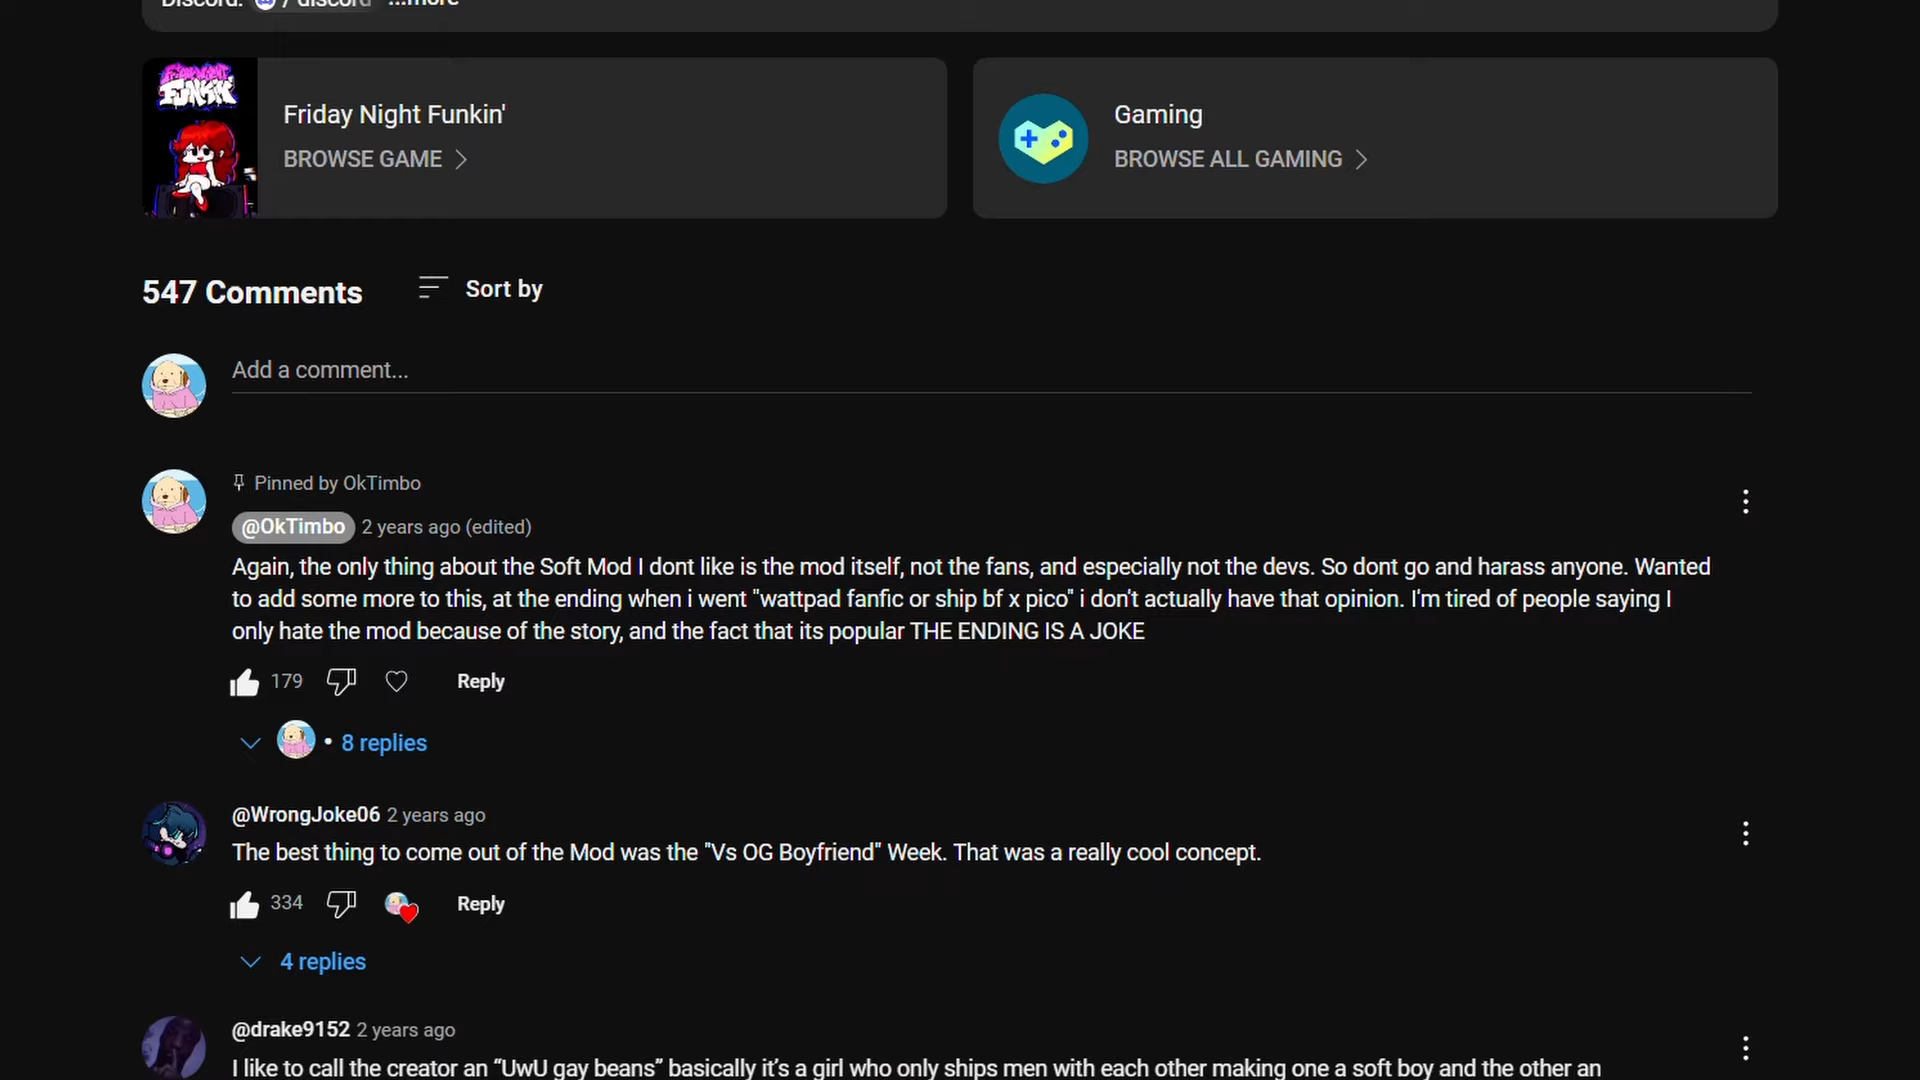 Discord: / discord ...more
FRIDAY NIGHT
FUNKIN'
Friday Night Funkin'
BROWSE GAME
Gaming
BROWSE ALL GAMING
547 Comments
Sort by
Add a comment...
Pinned by OkTimbo
@OkTimbo 2 years ago (edited)
Again, the only thing about the Soft Mod I dont like is the mod itself, not the fans, and especially not the devs. So dont go and harass anyone. Wanted
to add some more to this, at the ending when i went "wattpad fanfic or ship bf x pico" i don't actually have that opinion. I'm tired of people saying I
only hate the mod because of the story, and the fact that its popular THE ENDING IS A JOKE
179 Reply
• 8 replies
@WrongJoke06 2 years ago
The best thing to come out of the Mod was the "Vs OG Boyfriend" Week. That was a really cool concept.
334 Reply
4 replies
@drake9152 2 years ago
I like to call the creator an “UwU gay beans” basically it’s a girl who only ships men with each other making one a soft boy and the other an